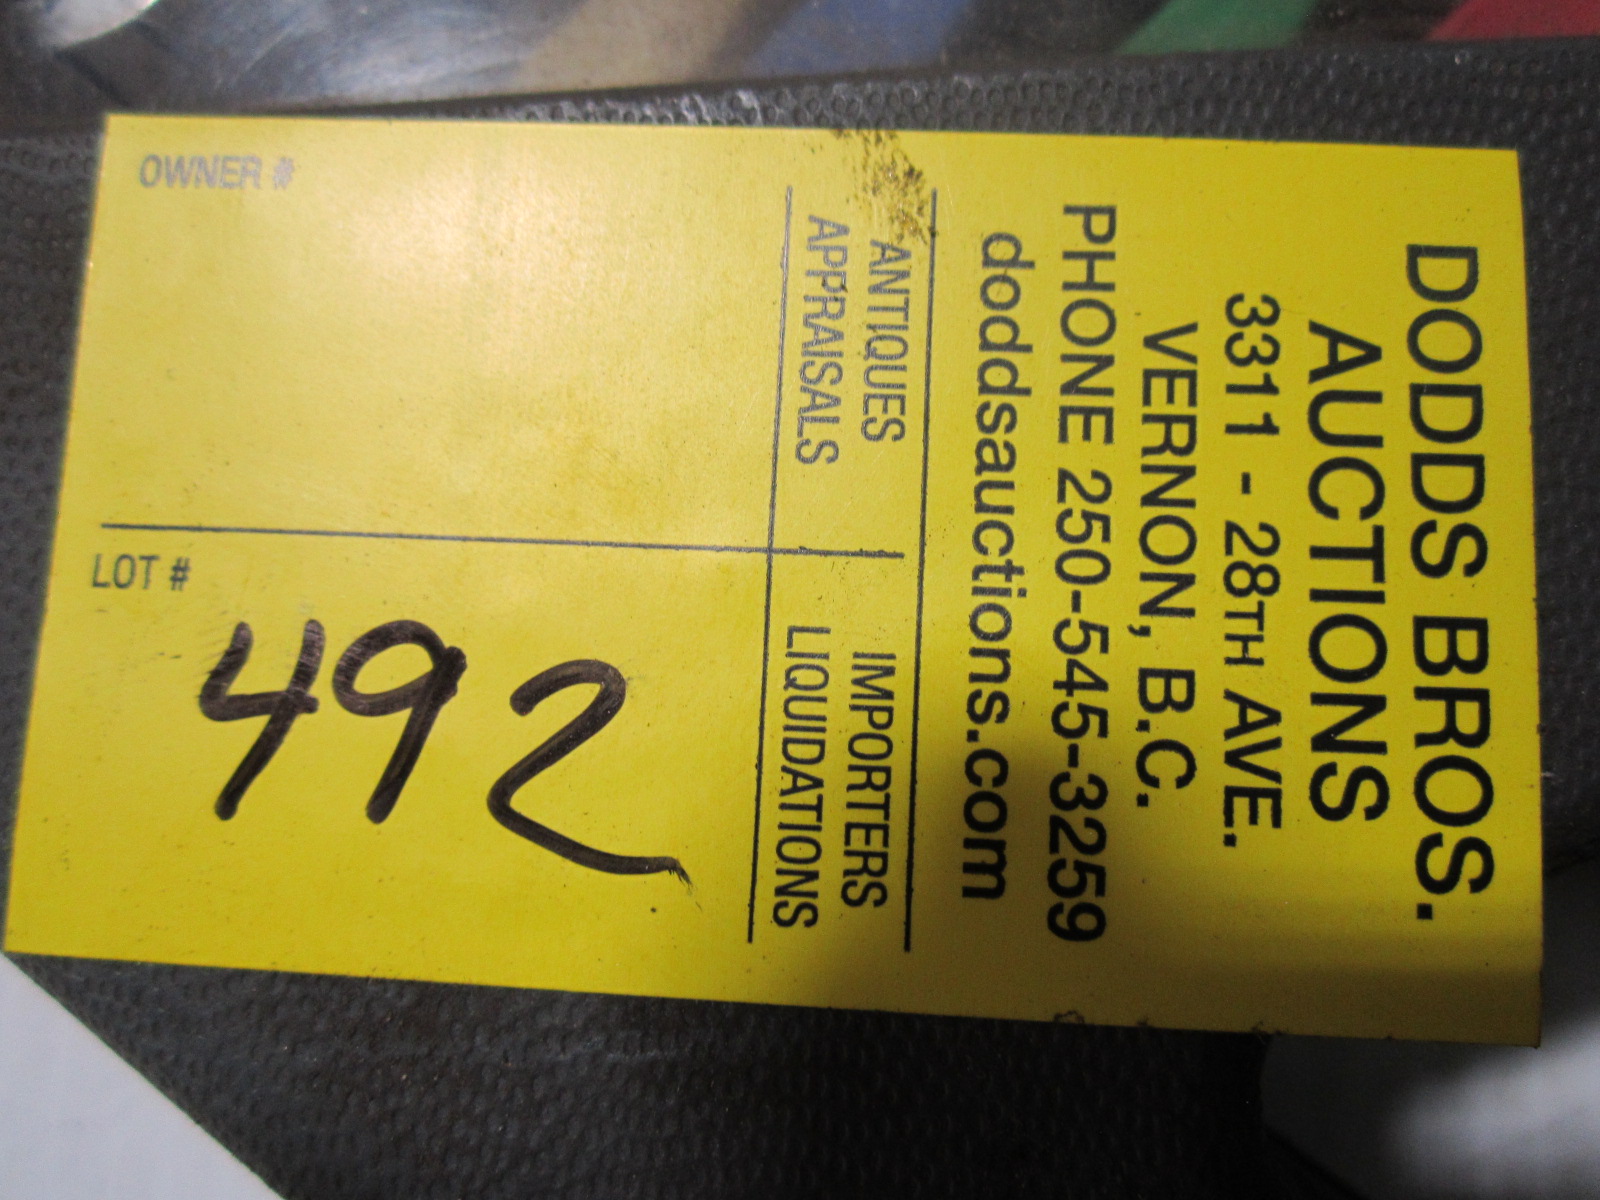 DODDS BROS.
AUCTIONS
3311 - 28TH AVE.
VERNON, B.C.
PHONE 250-545-3259
doddsauctions.com
ANTIQUES
APPRAISALS
IMPORTERS
LIQUIDATIONS
OWNER #
LOT #
492